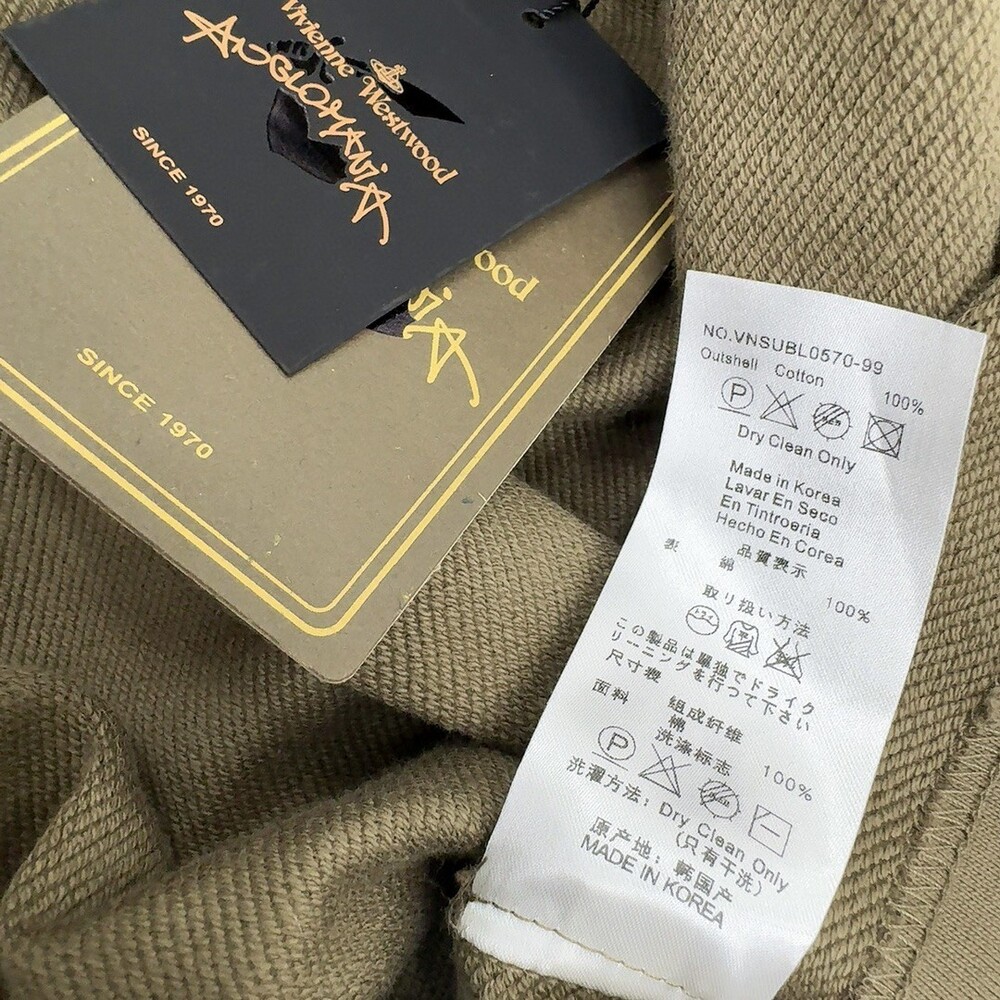 Vivienne Westwood
ANGLOMANIA
SINCE 1970
ood
SINCE 1970
NO.VNSUBL0570-99
Outshell Cotton 100%
P
Dry Clean Only
Made in Korea
Lavar En Seco
En Tintroeria
Hecho En Corea
品質表示
表 綿 100%
取り扱い方法
この製品は単独でドライク
リーニングを行つて下さい
尺寸表
组成纤维
面料 棉 100%
洗涤标志
P
洗濯方法: Dry Clean Only
(只有干洗)
原产地: 韩国产
MADE IN KOREA